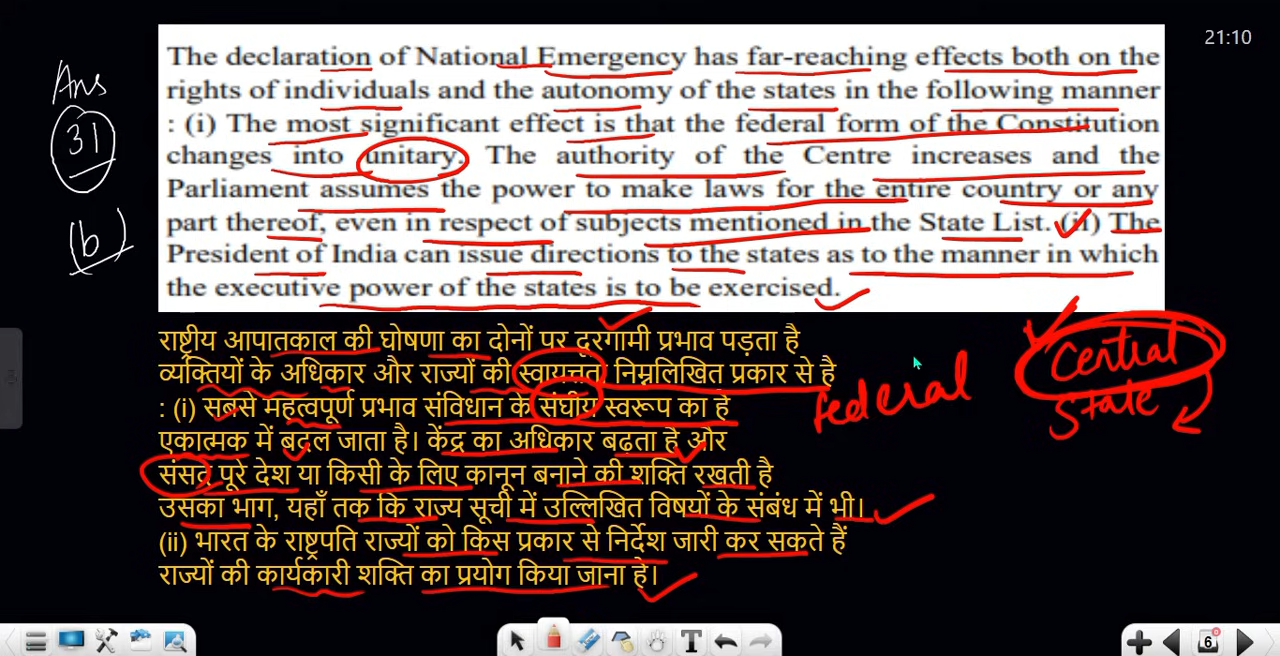 21:10
Ans
31
(b)
The declaration of National Emergency has far-reaching effects both on the
rights of individuals and the autonomy of the states in the following manner
: (i) The most significant effect is that the federal form of the Constitution
changes into unitary. The authority of the Centre increases and the
Parliament assumes the power to make laws for the entire country or any
part thereof, even in respect of subjects mentioned in the State List. (ii) The
President of India can issue directions to the states as to the manner in which
the executive power of the states is to be exercised.
राष्ट्रीय आपातकाल की घोषणा का दोनों पर दूरगामी प्रभाव पड़ता है
व्यक्तियों के अधिकार और राज्यों की स्वायत्तता निम्नलिखित प्रकार से है
: (i) सबसे महत्वपूर्ण प्रभाव संविधान के संघीय स्वरूप का है
एकात्मक में बदल जाता है। केंद्र का अधिकार बढ़ता है और
संसद पूरे देश या किसी के लिए कानून बनाने की शक्ति रखती है
उसका भाग, यहाँ तक कि राज्य सूची में उल्लिखित विषयों के संबंध में भी।
(ii) भारत के राष्ट्रपति राज्यों को किस प्रकार से निर्देश जारी कर सकते हैं
राज्यों की कार्यकारी शक्ति का प्रयोग किया जाना है।
federal
Central
State
T
6